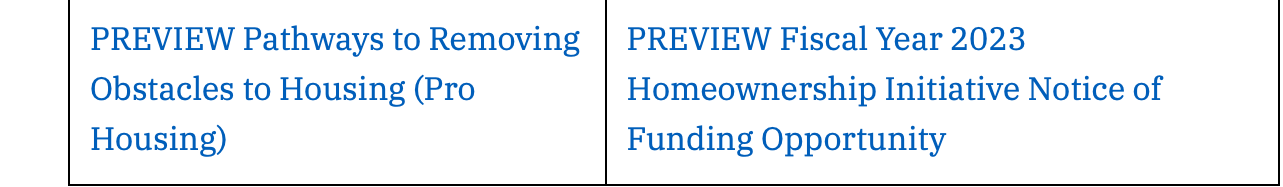 PREVIEW Pathways to Removing
Obstacles to Housing (Pro
Housing)
PREVIEW Fiscal Year 2023
Homeownership Initiative Notice of
Funding Opportunity